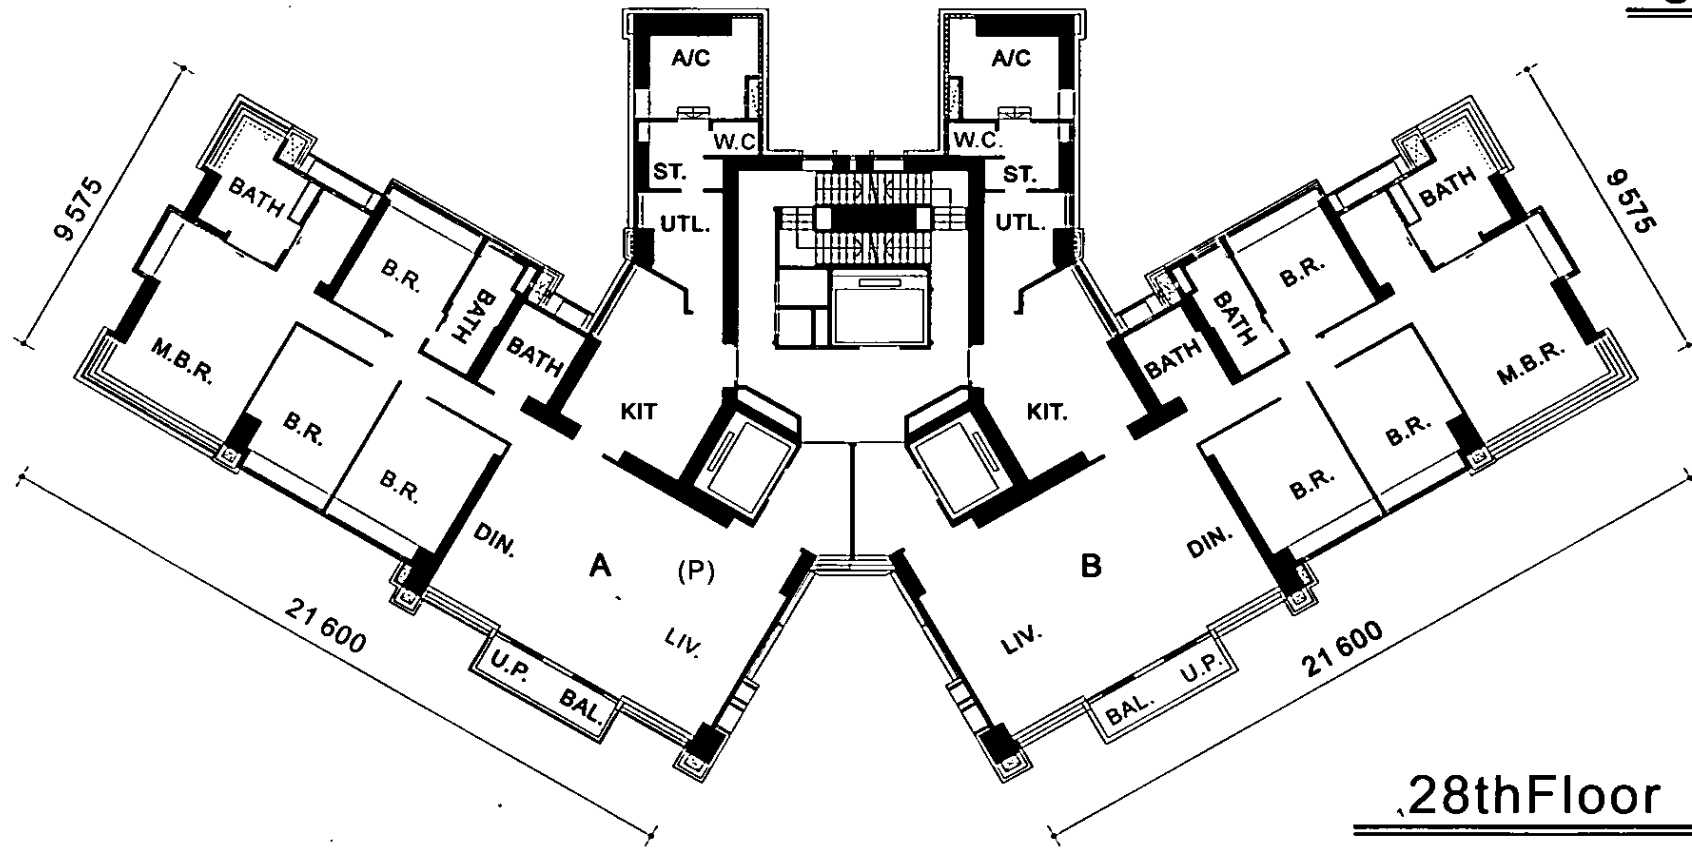 A/C
A/C
W.C
W.C.
ST.
ST.
UTL.
UTL.
9 575
9 575
BATH
BATH
B.R.
B.R.
BATH
BATH
BATH
BATH
M.B.R.
M.B.R.
KIT
KIT.
B.R.
B.R.
B.R.
B.R.
DIN.
DIN.
A
(P)
B
LIV.
LIV.
21 600
21 600
U.P.
U.P.
BAL.
BAL.
28thFloor